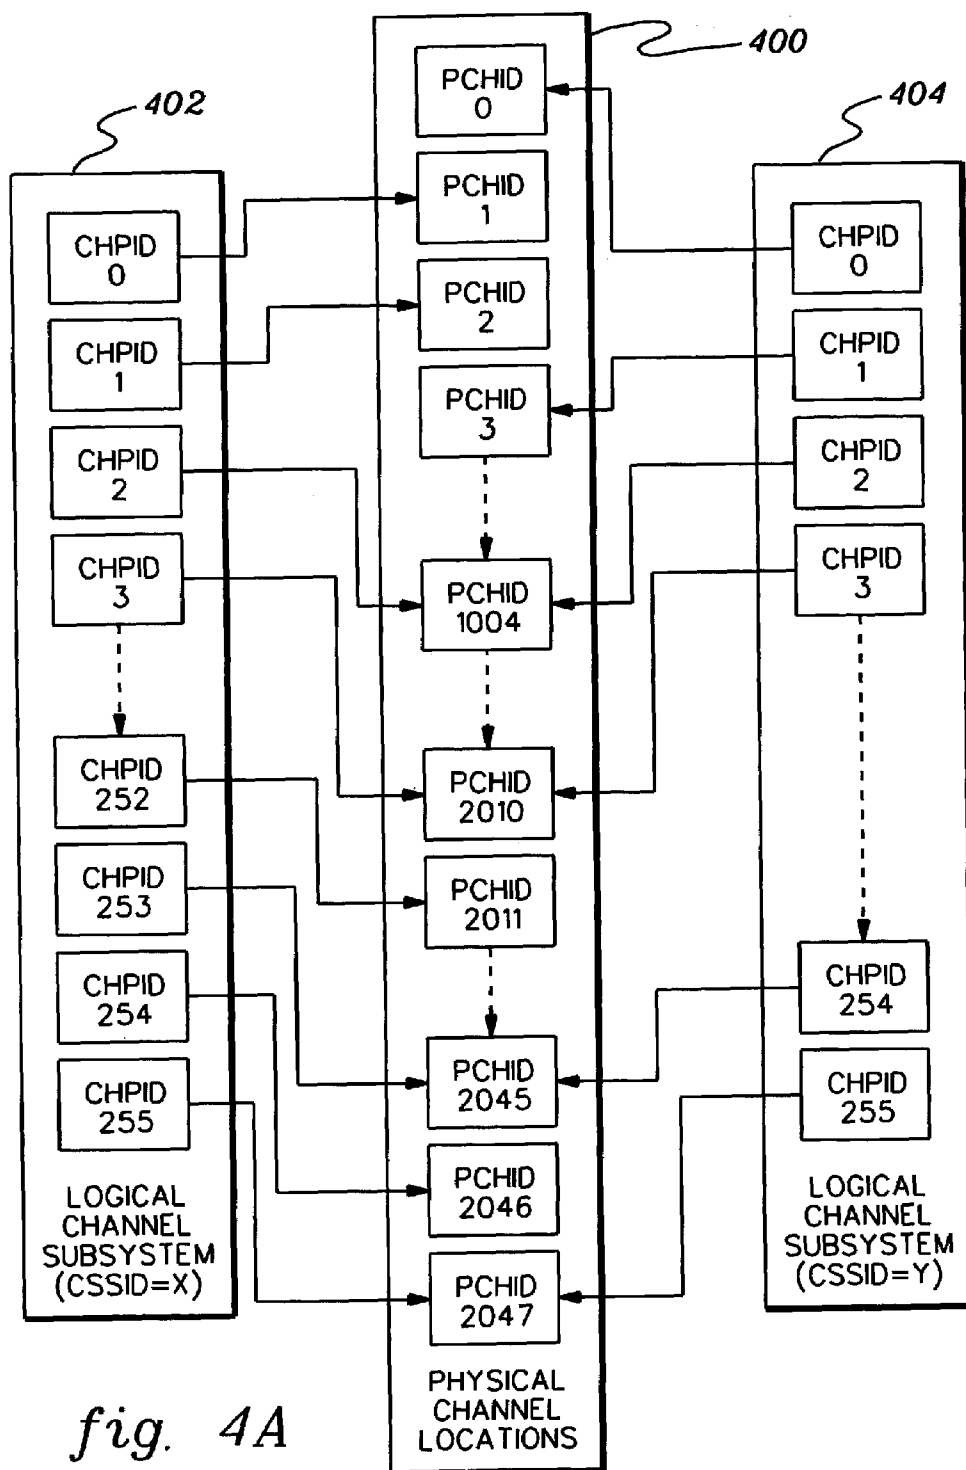 402
CHPID
0
CHPID
1
CHPID
2
CHPID
3
CHPID
252
CHPID
253
CHPID
254
CHPID
255
LOGICAL
CHANNEL
SUBSYSTEM
(CSSID=X)
400
PCHID
0
PCHID
1
PCHID
2
PCHID
3
PCHID
1004
PCHID
2010
PCHID
2011
PCHID
2045
PCHID
2046
PCHID
2047
PHYSICAL
CHANNEL
LOCATIONS
404
CHPID
0
CHPID
1
CHPID
2
CHPID
3
CHPID
254
CHPID
255
LOGICAL
CHANNEL
SUBSYSTEM
(CSSID=Y)
fig. 4A